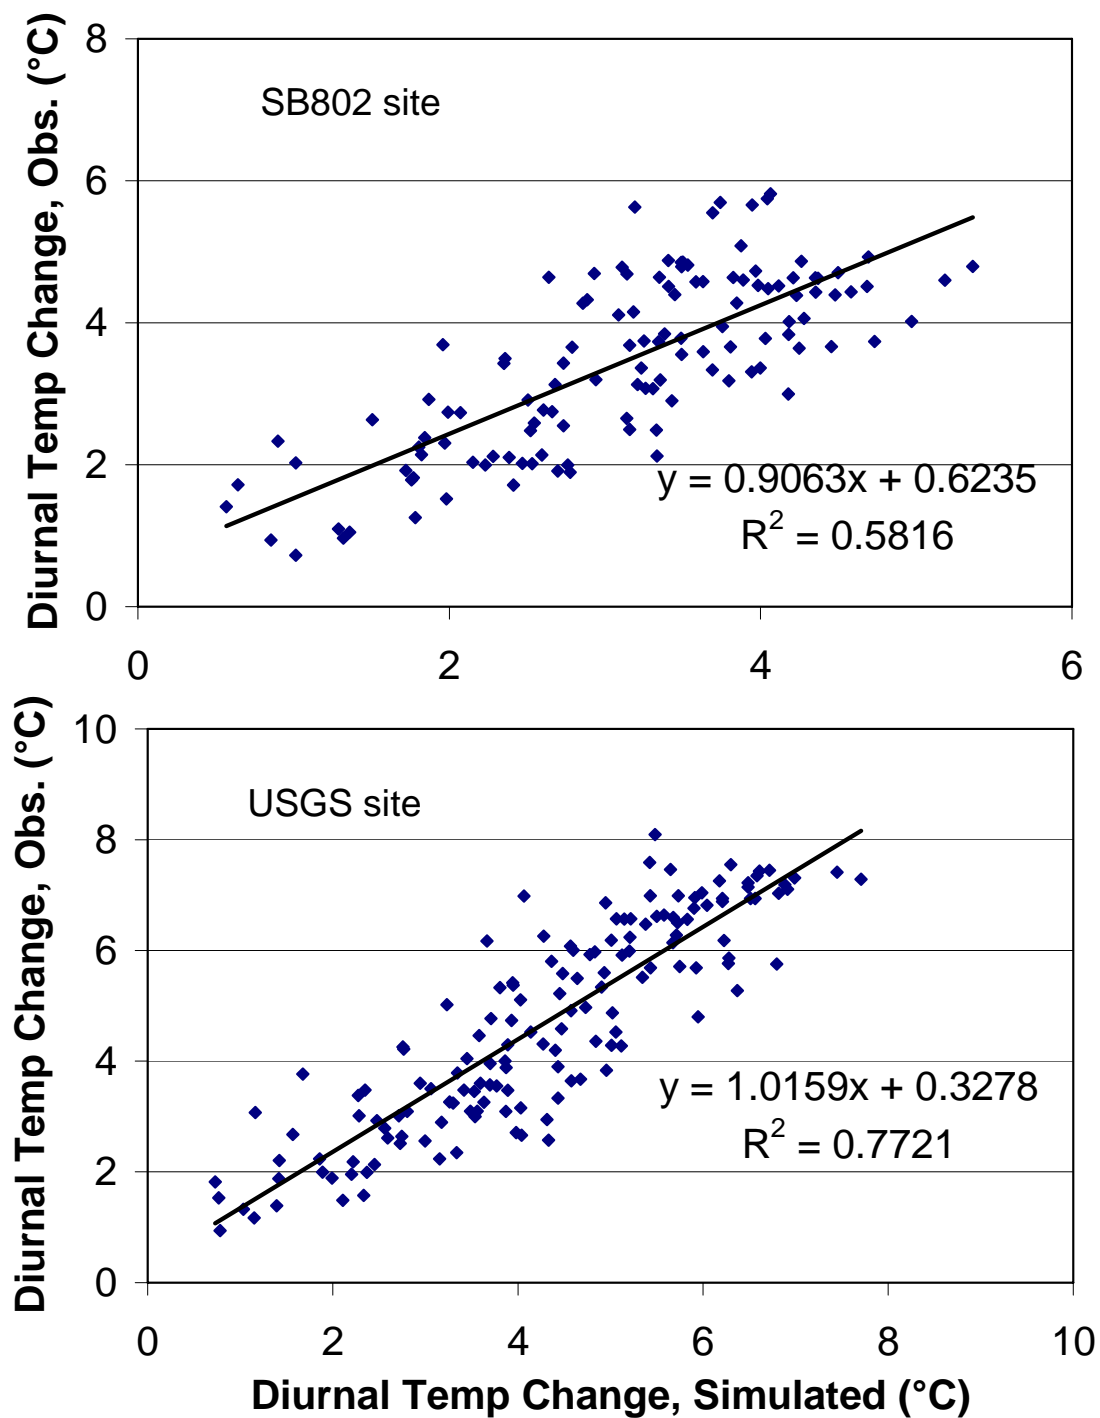 Diurnal Temp Change, Obs. (°C)
8
6
4
2
0
SB802 site
y = 0.9063x + 0.6235
R² = 0.5816
0 2 4 6
Diurnal Temp Change, Obs. (°C)
10
8
6
4
2
0
USGS site
y = 1.0159x + 0.3278
R² = 0.7721
0 2 4 6 8 10
Diurnal Temp Change, Simulated (°C)